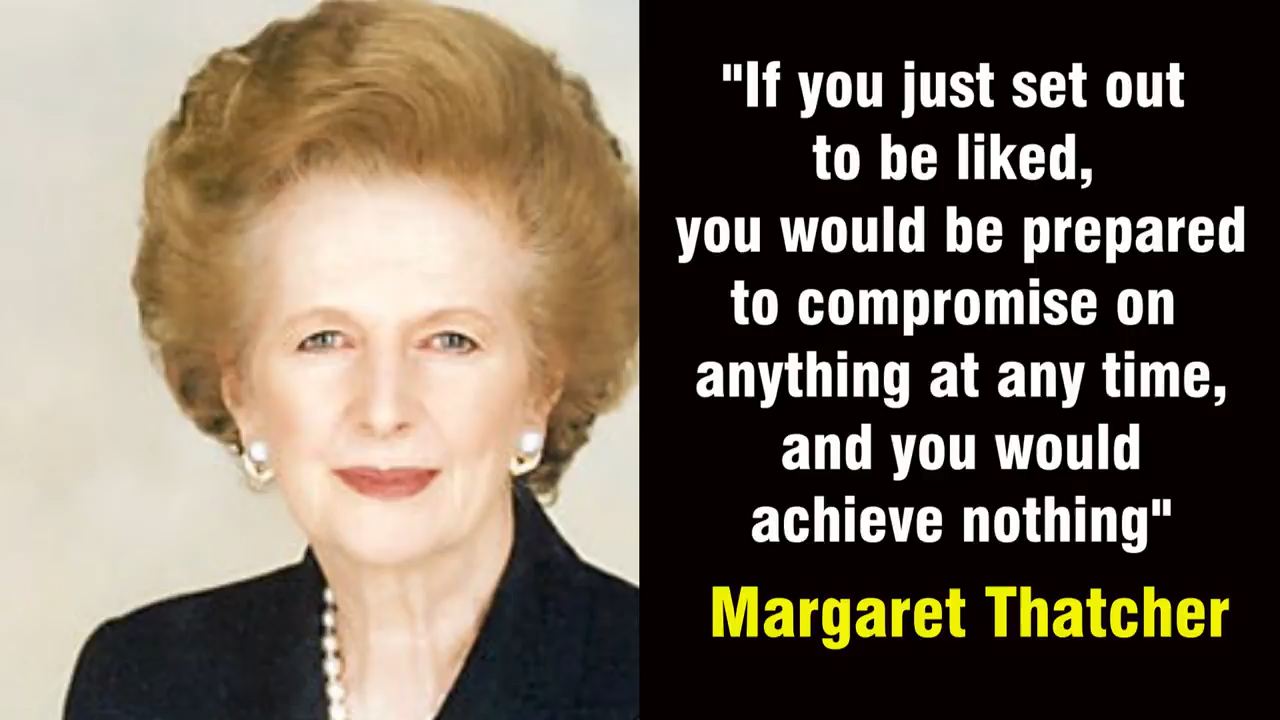 "If you just set out
to be liked,
you would be prepared
to compromise on
anything at any time,
and you would
achieve nothing"
Margaret Thatcher